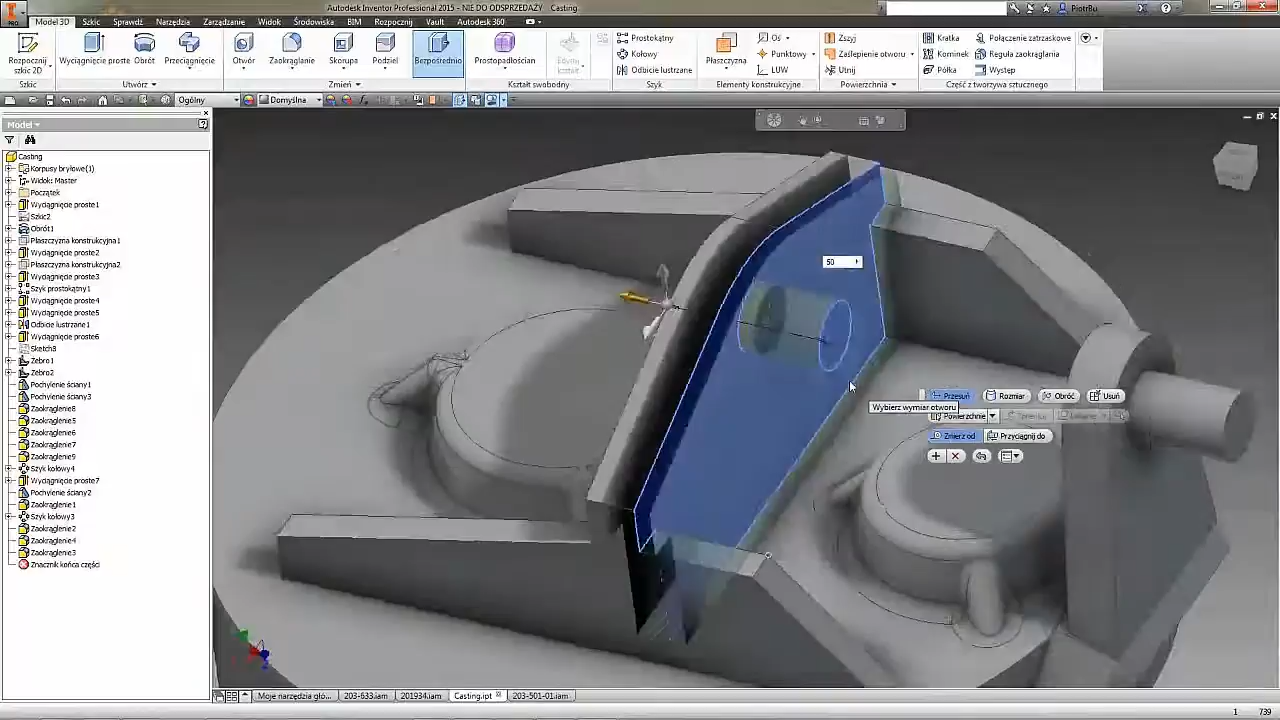 Autodesk Inventor Professional 2015 - NIE DO ODSPRZEDAŻY Casting
PiotrBu
PRO
Model 3D Szkic Sprawdź Narzędzia Zarządzanie Widok Środowiska BIM Rozpocznij Vault Autodesk 360
Rozpocznij szkic 2D
Wyciągnięcie proste Obrót Przeciągnięcie
Otwór Zaokrąglanie Skorupa Podziel Bezpośrednio
Prostopadłościan Edytuj kształt
Prostokątny
Kołowy
Odbicie lustrzane
Płaszczyzna
Oś
Punktowy
LUW
Zszyj
Zaślepienie otworu
Utnij
Kratka
Kominek
Półka
Połączenie zatrzaskowe
Reguła zaokrąglania
Występ
Szkic Utwórz Zmień Kształt swobodny Szyk Elementy konstrukcyjne Powierzchnia Część z tworzywa sztucznego
Ogólny Domyślna
Model
Casting
Korpusy bryłowe(1)
Widok: Master
Początek
Wyciągnięcie proste1
Szkic2
Obrót1
Płaszczyzna konstrukcyjna1
Wyciągnięcie proste2
Płaszczyzna konstrukcyjna2
Wyciągnięcie proste3
Szyk prostokątny1
Wyciągnięcie proste4
Wyciągnięcie proste5
Odbicie lustrzane1
Wyciągnięcie proste6
Sketch8
Żebro1
Żebro2
Pochylenie ściany1
Pochylenie ściany3
Zaokrąglenie8
Zaokrąglenie5
Zaokrąglenie6
Zaokrąglenie7
Zaokrąglenie9
Szyk kołowy4
Wyciągnięcie proste7
Pochylenie ściany2
Zaokrąglenie1
Szyk kołowy3
Zaokrąglenie2
Zaokrąglenie4
Zaokrąglenie3
Znacznik końca części
50
Przesuń Rozmiar Obróć Usuń
Wybierz wymiar otworu
Powierzchnie
Zmierz od Przyciągnij do
Moje narzędzia głó... 203-633.iam 201934.iam Casting.ipt 203-501-01.iam
1 739